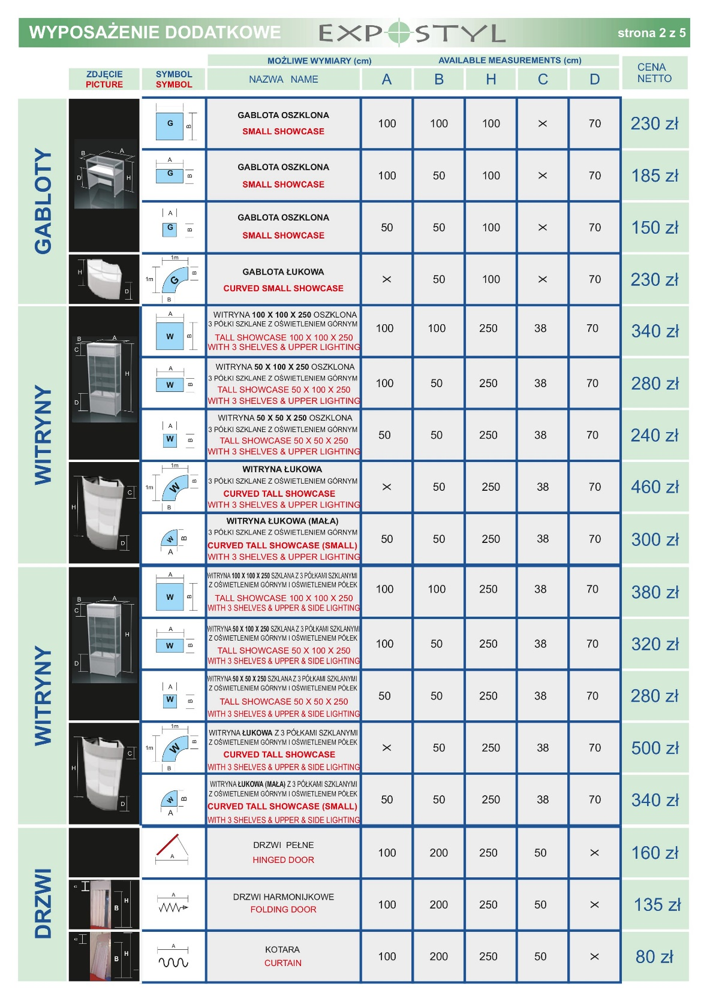 WYPOSAŻENIE DODATKOWE
EXPOSTYL
strona 2 z 5
MOŻLIWE WYMIARY (cm) AVAILABLE MEASUREMENTS (cm)
CENA
NETTO
ZDJĘCIE
PICTURE
SYMBOL
SYMBOL
NAZWA NAME
A B H C D
GABLOTY
B A D H
G B
GABLOTA OSZKLONA
SMALL SHOWCASE
100 100 100 X 70 230 zł
A G B
GABLOTA OSZKLONA
SMALL SHOWCASE
100 50 100 X 70 185 zł
A G B
GABLOTA OSZKLONA
SMALL SHOWCASE
50 50 100 X 70 150 zł
H D
1m 1m G B B
GABLOTA ŁUKOWA
CURVED SMALL SHOWCASE
X 50 100 X 70 230 zł
WITRYNY
B A C H D
A W B
WITRYNA 100 X 100 X 250 OSZKLONA
3 PÓŁKI SZKLANE Z OŚWIETLENIEM GÓRNYM
TALL SHOWCASE 100 X 100 X 250
WITH 3 SHELVES & UPPER LIGHTING
100 100 250 38 70 340 zł
A W B
WITRYNA 50 X 100 X 250 OSZKLONA
3 PÓŁKI SZKLANE Z OŚWIETLENIEM GÓRNYM
TALL SHOWCASE 50 X 100 X 250
WITH 3 SHELVES & UPPER LIGHTING
100 50 250 38 70 280 zł
A W B
WITRYNA 50 X 50 X 250 OSZKLONA
3 PÓŁKI SZKLANE Z OŚWIETLENIEM GÓRNYM
TALL SHOWCASE 50 X 50 X 250
WITH 3 SHELVES & UPPER LIGHTING
50 50 250 38 70 240 zł
H C D
1m 1m W B B
WITRYNA ŁUKOWA
3 PÓŁKI SZKLANE Z OŚWIETLENIEM GÓRNYM
CURVED TALL SHOWCASE
WITH 3 SHELVES & UPPER LIGHTING
X 50 250 38 70 460 zł
W B A
WITRYNA ŁUKOWA (MAŁA)
3 PÓŁKI SZKLANE Z OŚWIETLENIEM GÓRNYM
CURVED TALL SHOWCASE (SMALL)
WITH 3 SHELVES & UPPER LIGHTING
50 50 250 38 70 300 zł
WITRYNY
B A C H D
A W B
WITRYNA 100 X 100 X 250 SZKLANA Z 3 PÓŁKAMI SZKLANYMI
Z OŚWIETLENIEM GÓRNYM I OŚWIETLENIEM PÓŁEK
TALL SHOWCASE 100 X 100 X 250
WITH 3 SHELVES & UPPER & SIDE LIGHTING
100 100 250 38 70 380 zł
A W B
WITRYNA 50 X 100 X 250 SZKLANA Z 3 PÓŁKAMI SZKLANYMI
Z OŚWIETLENIEM GÓRNYM I OŚWIETLENIEM PÓŁEK
TALL SHOWCASE 50 X 100 X 250
WITH 3 SHELVES & UPPER & SIDE LIGHTING
100 50 250 38 70 320 zł
A W B
WITRYNA 50 X 50 X 250 SZKLANA Z 3 PÓŁKAMI SZKLANYMI
Z OŚWIETLENIEM GÓRNYM I OŚWIETLENIEM PÓŁEK
TALL SHOWCASE 50 X 50 X 250
WITH 3 SHELVES & UPPER & SIDE LIGHTING
50 50 250 38 70 280 zł
H C D
1m 1m W B B
WITRYNA ŁUKOWA Z 3 PÓŁKAMI SZKLANYMI
Z OŚWIETLENIEM GÓRNYM I OŚWIETLENIEM PÓŁEK
CURVED TALL SHOWCASE
WITH 3 SHELVES & UPPER & SIDE LIGHTING
X 50 250 38 70 500 zł
W B A
WITRYNA ŁUKOWA (MAŁA) Z 3 PÓŁKAMI SZKLANYMI
Z OŚWIETLENIEM GÓRNYM I OŚWIETLENIEM PÓŁEK
CURVED TALL SHOWCASE (SMALL)
WITH 3 SHELVES & UPPER & SIDE LIGHTING
50 50 250 38 70 340 zł
DRZWI
A
DRZWI PEŁNE
HINGED DOOR
100 200 250 50 X 160 zł
C B H
A
DRZWI HARMONIJKOWE
FOLDING DOOR
100 200 250 50 X 135 zł
C B H
A
KOTARA
CURTAIN
100 200 250 50 X 80 zł